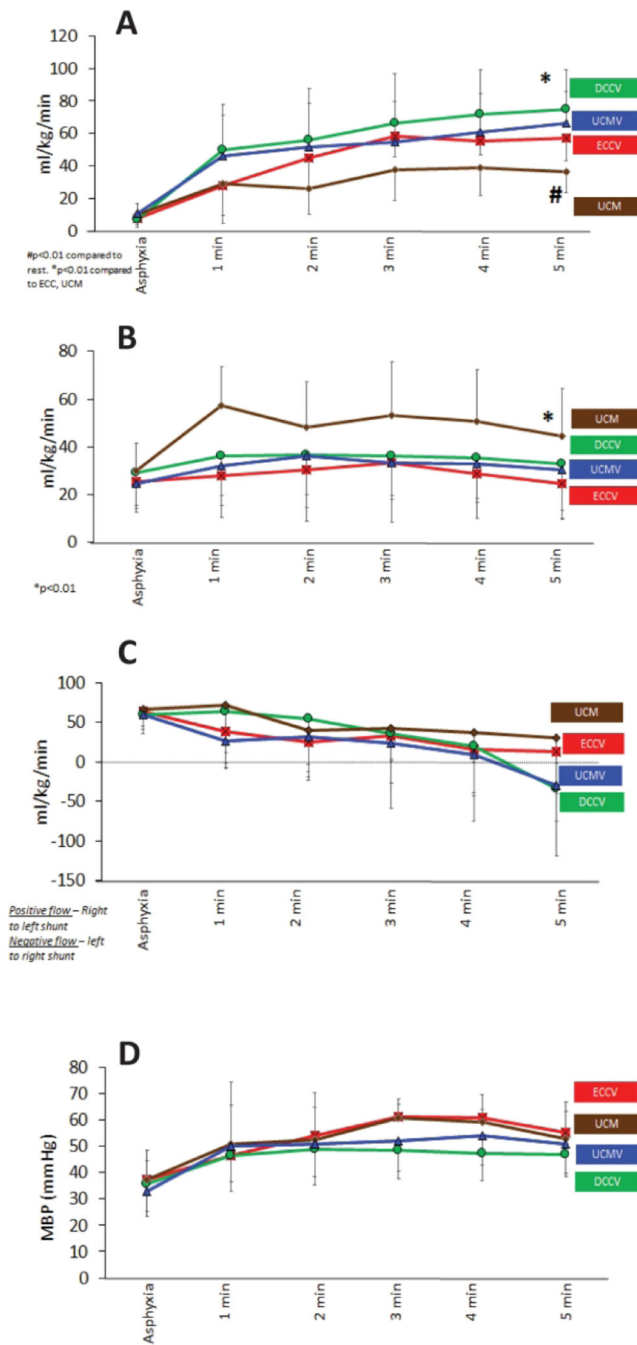 A
120
100
80
60
40
20
0
ml/kg/min
*
#
DCCV
UCMV
ECCV
UCM
Asphyxia
1 min
2 min
3 min
4 min
5 min
#p<0.01 compared to
rest. *p<0.01 compared
to ECC, UCM
B
80
60
40
20
0
ml/kg/min
*
UCM
DCCV
UCMV
ECCV
Asphyxia
1 min
2 min
3 min
4 min
5 min
*p<0.01
C
100
50
0
-50
-100
-150
ml/kg/min
UCM
ECCV
UCMV
DCCV
Asphyxia
1 min
2 min
3 min
4 min
5 min
Positive flow – Right
to left shunt
Negative flow – left
to right shunt
D
80
70
60
50
40
30
20
10
0
MBP (mmHg)
ECCV
UCM
UCMV
DCCV
Asphyxia
1 min
2 min
3 min
4 min
5 min